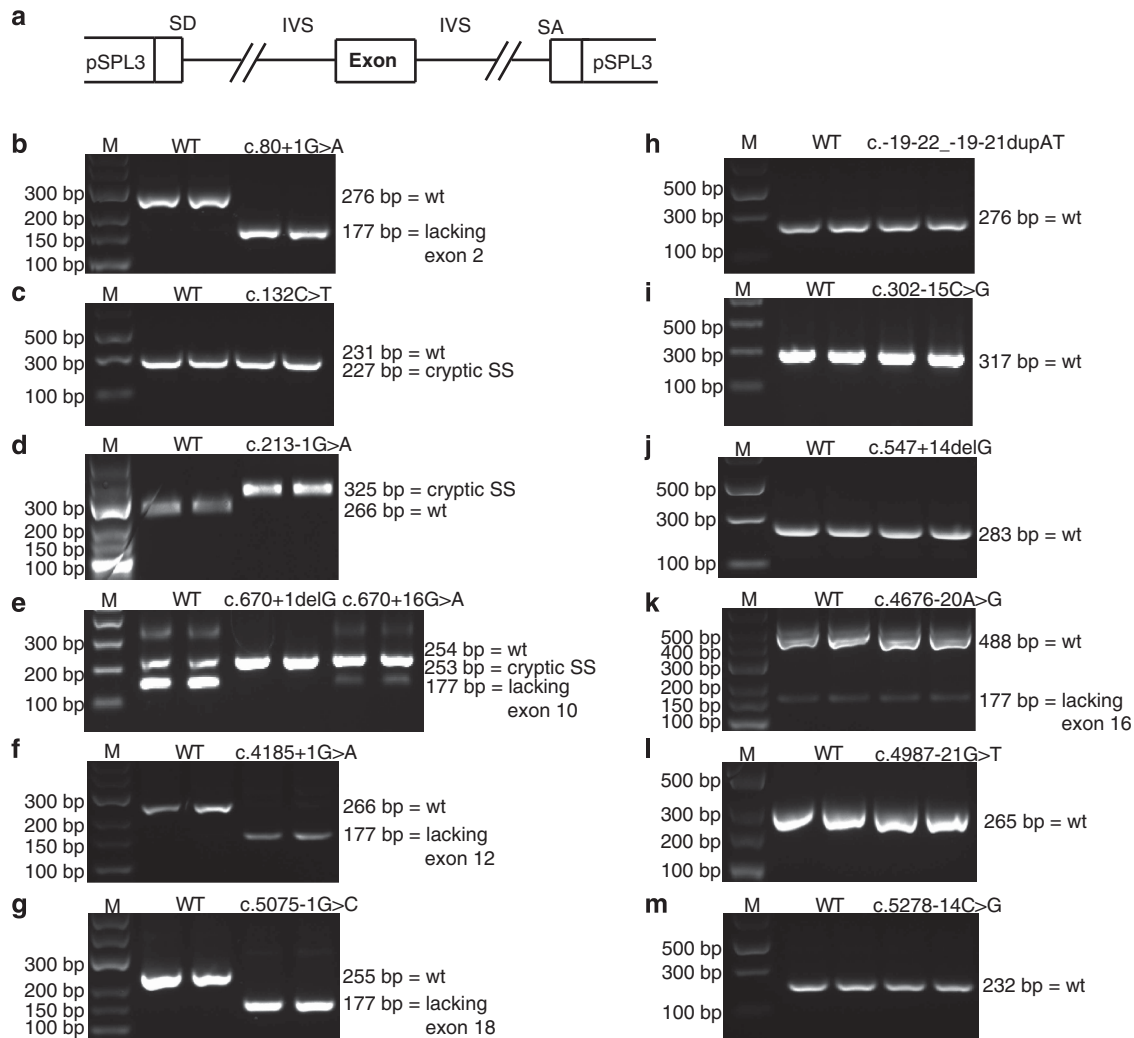 a
SD IVS IVS SA
pSPL3 Exon pSPL3
b
M WT c.80+1G>A
300 bp
200 bp
150 bp
100 bp
276 bp = wt
177 bp = lacking
exon 2
c
M WT c.132C>T
500 bp
300 bp
100 bp
231 bp = wt
227 bp = cryptic SS
d
M WT c.213-1G>A
300 bp
200 bp
150 bp
100 bp
325 bp = cryptic SS
266 bp = wt
e
M WT c.670+1delG c.670+16G>A
300 bp
200 bp
100 bp
254 bp = wt
253 bp = cryptic SS
177 bp = lacking
exon 10
f
M WT c.4185+1G>A
300 bp
200 bp
150 bp
100 bp
266 bp = wt
177 bp = lacking
exon 12
g
M WT c.5075-1G>C
300 bp
200 bp
150 bp
100 bp
255 bp = wt
177 bp = lacking
exon 18
h
M WT c.-19-22_-19-21dupAT
500 bp
300 bp
100 bp
276 bp = wt
i
M WT c.302-15C>G
500 bp
300 bp
100 bp
317 bp = wt
j
M WT c.547+14delG
500 bp
300 bp
100 bp
283 bp = wt
k
M WT c.4676-20A>G
500 bp
400 bp
300 bp
200 bp
150 bp
100 bp
488 bp = wt
177 bp = lacking
exon 16
l
M WT c.4987-21G>T
500 bp
300 bp
200 bp
100 bp
265 bp = wt
m
M WT c.5278-14C>G
500 bp
300 bp
100 bp
232 bp = wt